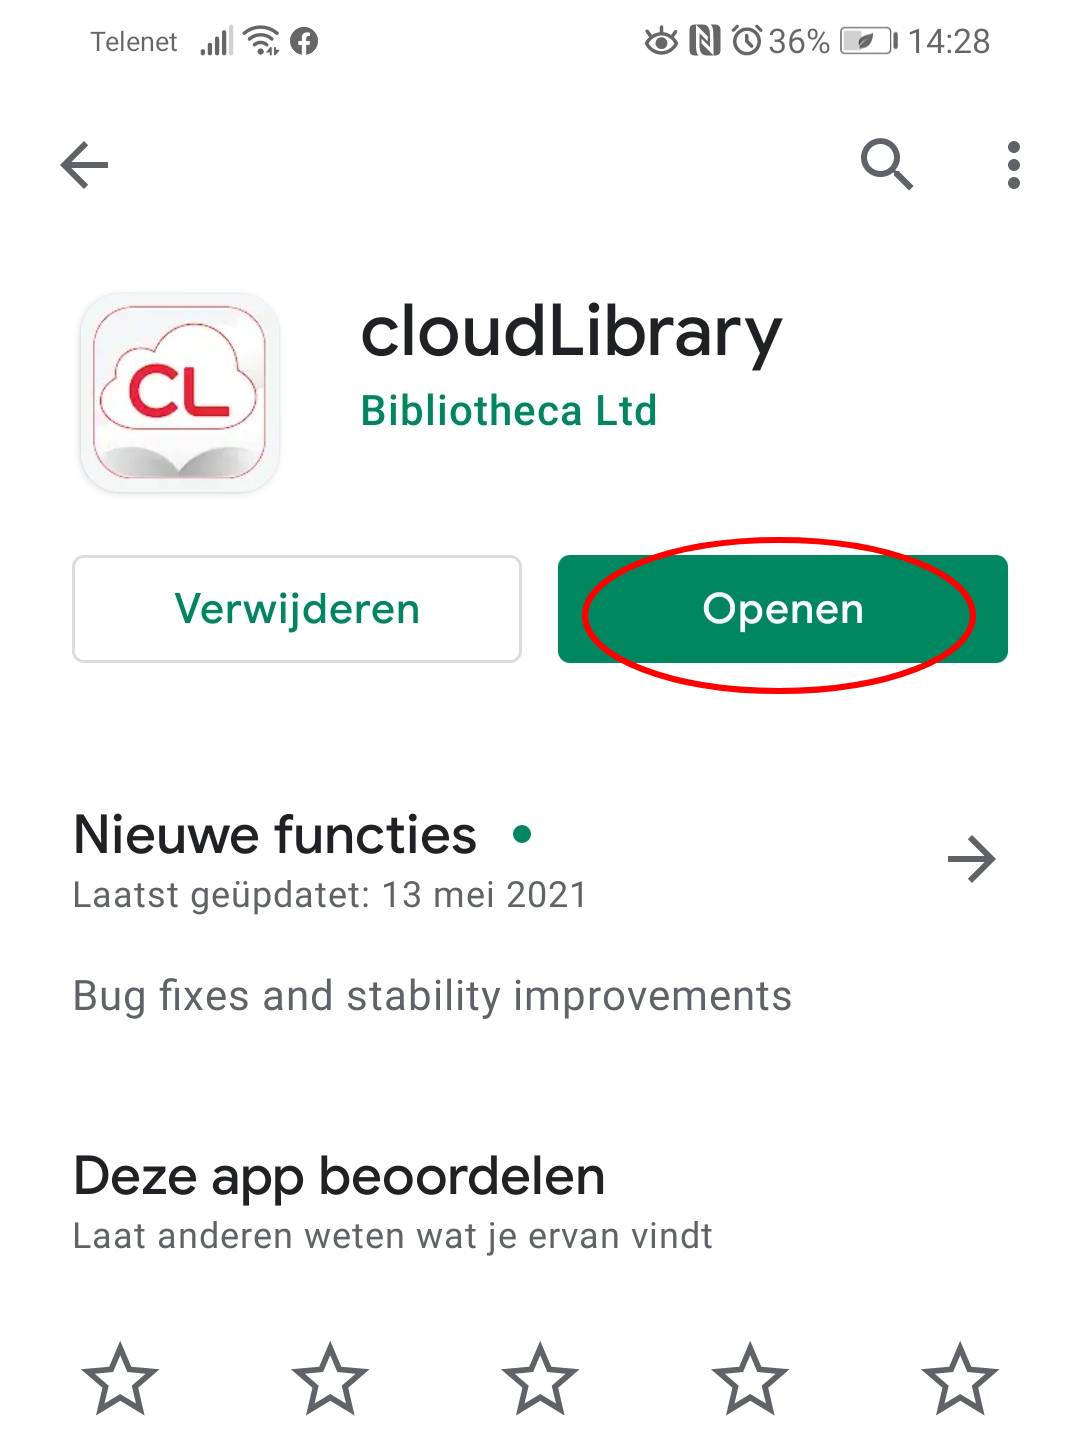 Telenet 36% 14:28
cloudLibrary
CL
Bibliotheca Ltd
Verwijderen
Openen
Nieuwe functies
Laatst geüpdatet: 13 mei 2021
Bug fixes and stability improvements
Deze app beoordelen
Laat anderen weten wat je ervan vindt